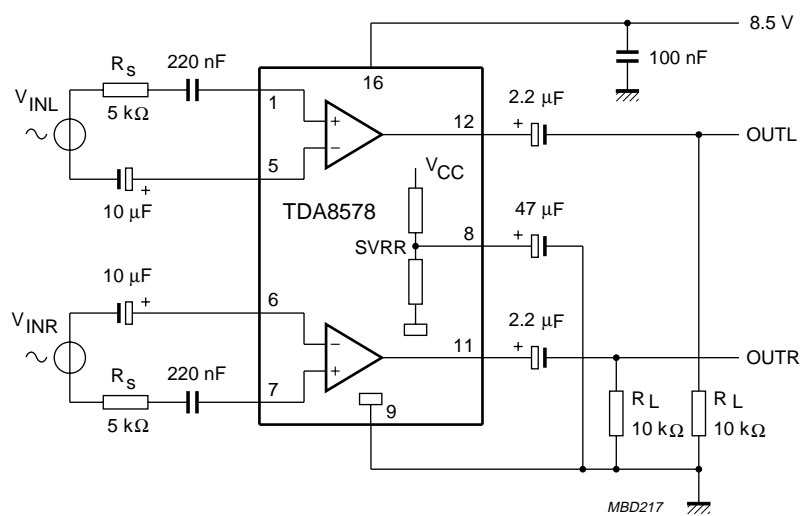 8.5 V
100 nF
R s
220 nF
5 kΩ
V INL
~
10 μF
+
1
5
16
+
−
TDA8578
12
+
2.2 μF
OUTL
V CC
SVRR
8
+
47 μF
10 μF
+
V INR
~
R s
220 nF
5 kΩ
6
7
−
+
9
11
+
2.2 μF
OUTR
R L
10 kΩ
R L
10 kΩ
MBD217